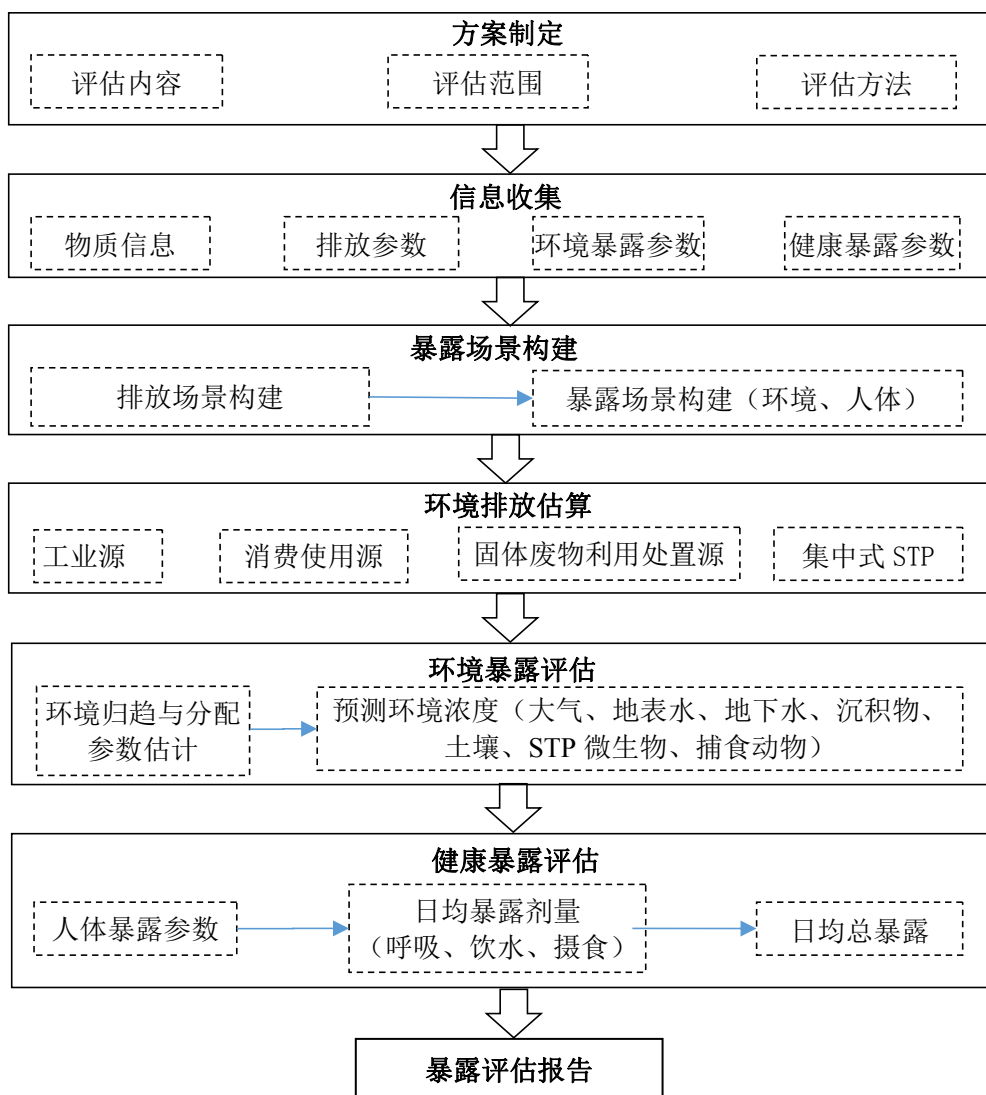 方案制定
评估内容
评估范围
评估方法
信息收集
物质信息
排放参数
环境暴露参数
健康暴露参数
暴露场景构建
排放场景构建
暴露场景构建（环境、人体）
环境排放估算
工业源
消费使用源
固体废物利用处置源
集中式 STP
环境暴露评估
环境归趋与分配
参数估计
预测环境浓度（大气、地表水、地下水、沉积物、
土壤、STP 微生物、捕食动物）
健康暴露评估
人体暴露参数
日均暴露剂量
（呼吸、饮水、摄食）
日均总暴露
暴露评估报告